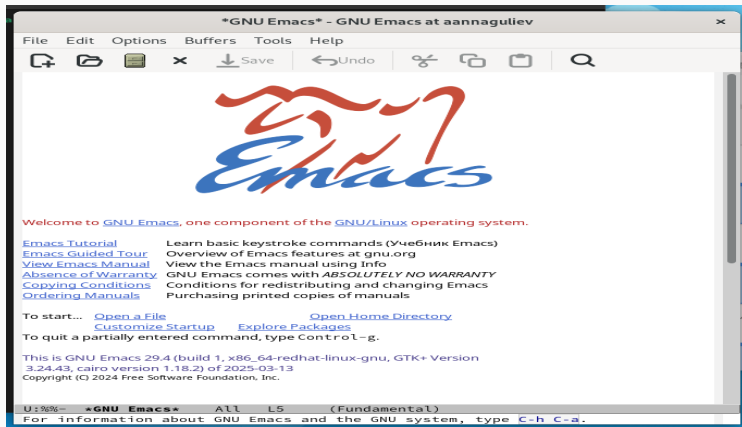 *GNU Emacs* - GNU Emacs at aannaguliev
File Edit Options Buffers Tools Help
Save Undo
Emacs
Welcome to GNU Emacs, one component of the GNU/Linux operating system.
Emacs Tutorial Learn basic keystroke commands (Учебник Emacs)
Emacs Guided Tour Overview of Emacs features at gnu.org
View Emacs Manual View the Emacs manual using Info
Absence of Warranty GNU Emacs comes with ABSOLUTELY NO WARRANTY
Copying Conditions Conditions for redistributing and changing Emacs
Ordering Manuals Purchasing printed copies of manuals
To start... Open a File Open Home Directory
Customize Startup Explore Packages
To quit a partially entered command, type Control-g.
This is GNU Emacs 29.4 (build 1, x86_64-redhat-linux-gnu, GTK+ Version
3.24.43, cairo version 1.18.2) of 2025-03-13
Copyright (C) 2024 Free Software Foundation, Inc.
U:%%- *GNU Emacs* All L5 (Fundamental)
For information about GNU Emacs and the GNU system, type C-h C-a.